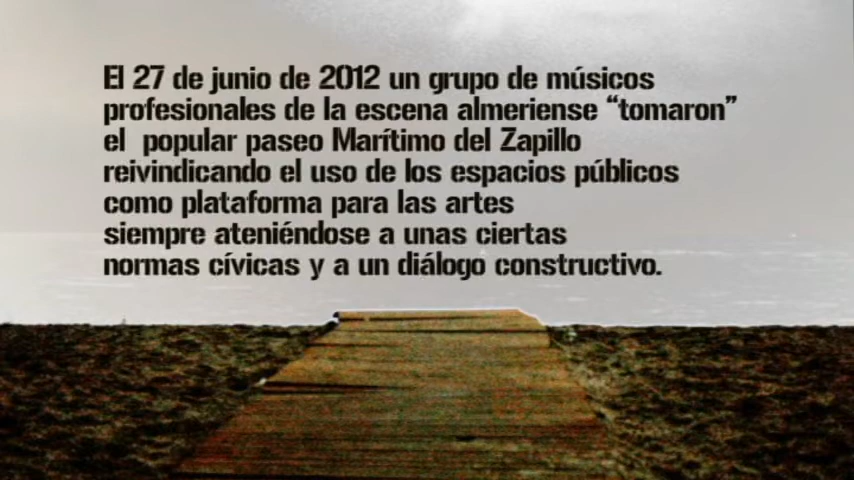 El 27 de junio de 2012 un grupo de músicos
profesionales de la escena almeriense “tomaron”
el popular paseo Marítimo del Zapillo
reivindicando el uso de los espacios públicos
como plataforma para las artes
siempre ateniéndose a unas ciertas
normas cívicas y a un diálogo constructivo.